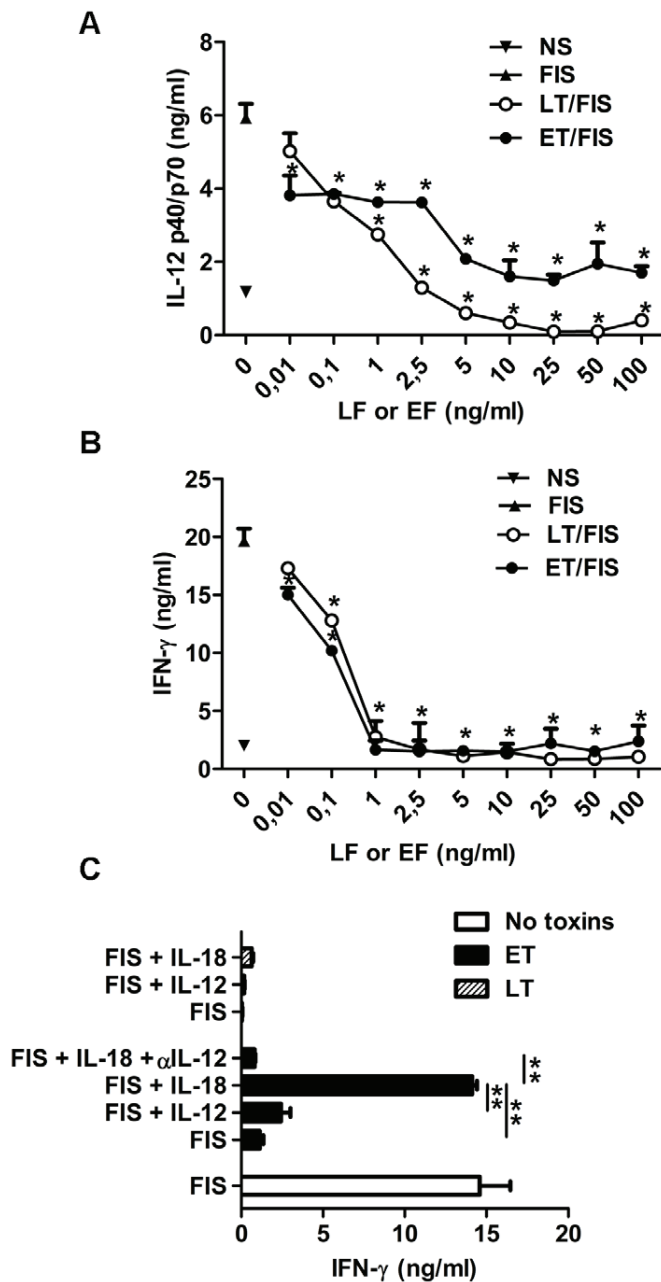 A
IL-12 p40/p70 (ng/ml)
8
6
4
2
0
NS
FIS
LT/FIS
ET/FIS
* * * * * * * * *
* * * * * * *
0 0,01 0,1 1 2,5 5 10 25 50 100
LF or EF (ng/ml)
B
IFN-γ (ng/ml)
25
20
15
10
5
0
NS
FIS
LT/FIS
ET/FIS
* * * * * * * * *
*
0 0,01 0,1 1 2,5 5 10 25 50 100
LF or EF (ng/ml)
C
No toxins
ET
LT
FIS + IL-18
FIS + IL-12
FIS
FIS + IL-18 + αIL-12
FIS + IL-18
FIS + IL-12
FIS
FIS
**
**
**
0 5 10 15 20
IFN-γ (ng/ml)